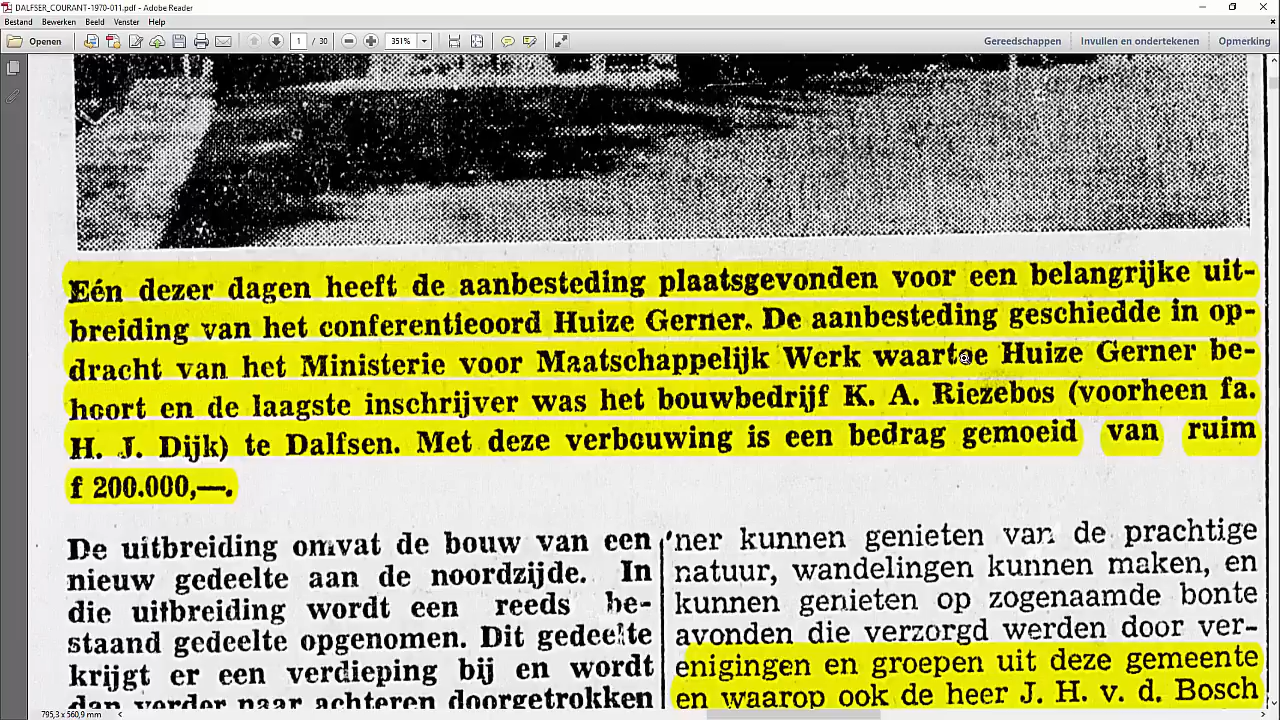 DALFSER_COURANT-1970-011.pdf - Adobe Reader
Bestand Bewerken Beeld Venster Help
Openen 1 / 30 351% Gereedschappen Invullen en ondertekenen Opmerking
Eén dezer dagen heeft de aanbesteding plaatsgevonden voor een belangrijke uit-
breiding van het conferentieoord Huize Gerner. De aanbesteding geschiedde in op-
dracht van het Ministerie voor Maatschappelijk Werk waartoe Huize Gerner be-
hoort en de laagste inschrijver was het bouwbedrijf K. A. Riezebos (voorheen fa.
H. J. Dijk) te Dalfsen. Met deze verbouwing is een bedrag gemoeid van ruim
f 200.000,—.
De uitbreiding omvat de bouw van een
nieuw gedeelte aan de noordzijde. In
die uitbreiding wordt een reeds be-
staand gedeelte opgenomen. Dit gedeelte
krijgt er een verdieping bij en wordt
dan verder naar achteren doorgetrokken
'ner kunnen genieten van de prachtige
natuur, wandelingen kunnen maken, en
kunnen genieten op zogenaamde bonte
avonden die verzorgd werden door ver-
enigingen en groepen uit deze gemeente
en waarop ook de heer J. H. v. d. Bosch
795,3 x 560,9 mm